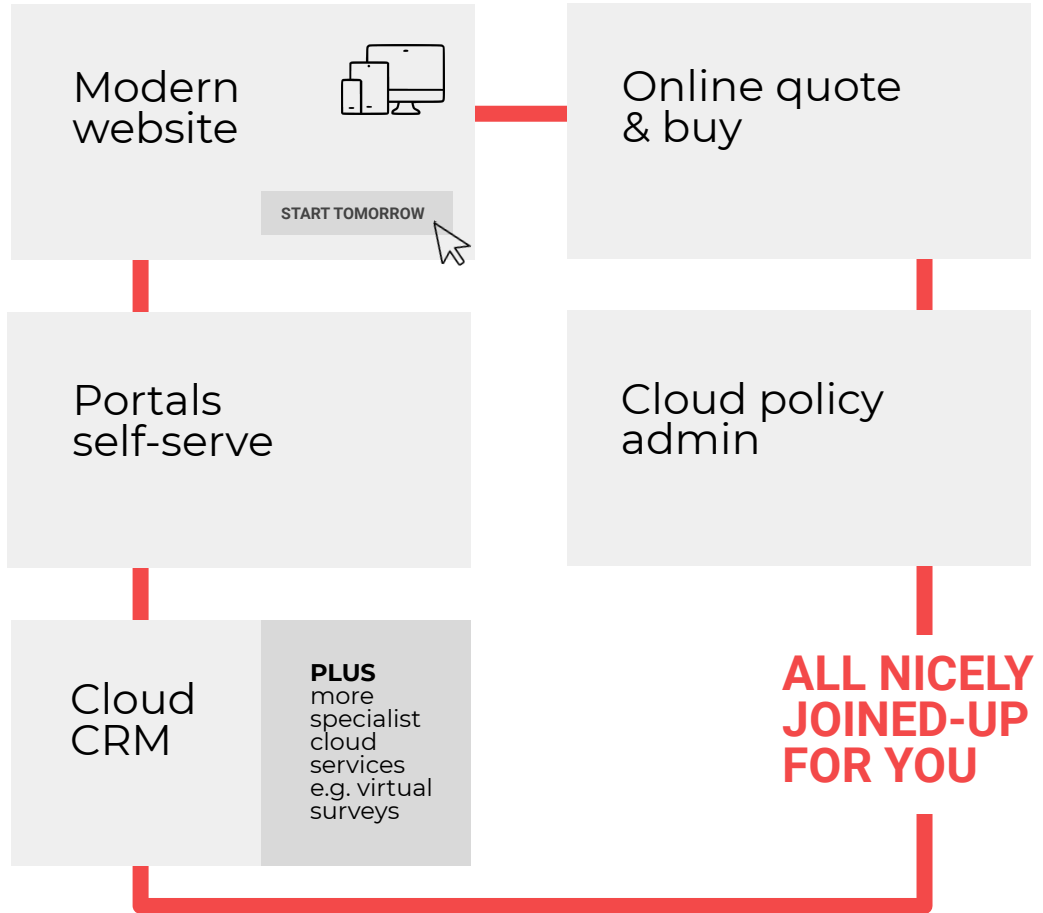 Modern
website
START TOMORROW
Online quote
& buy
Portals
self-serve
Cloud policy
admin
Cloud
CRM
PLUS
more
specialist
cloud
services
e.g. virtual
surveys
ALL NICELY
JOINED-UP
FOR YOU